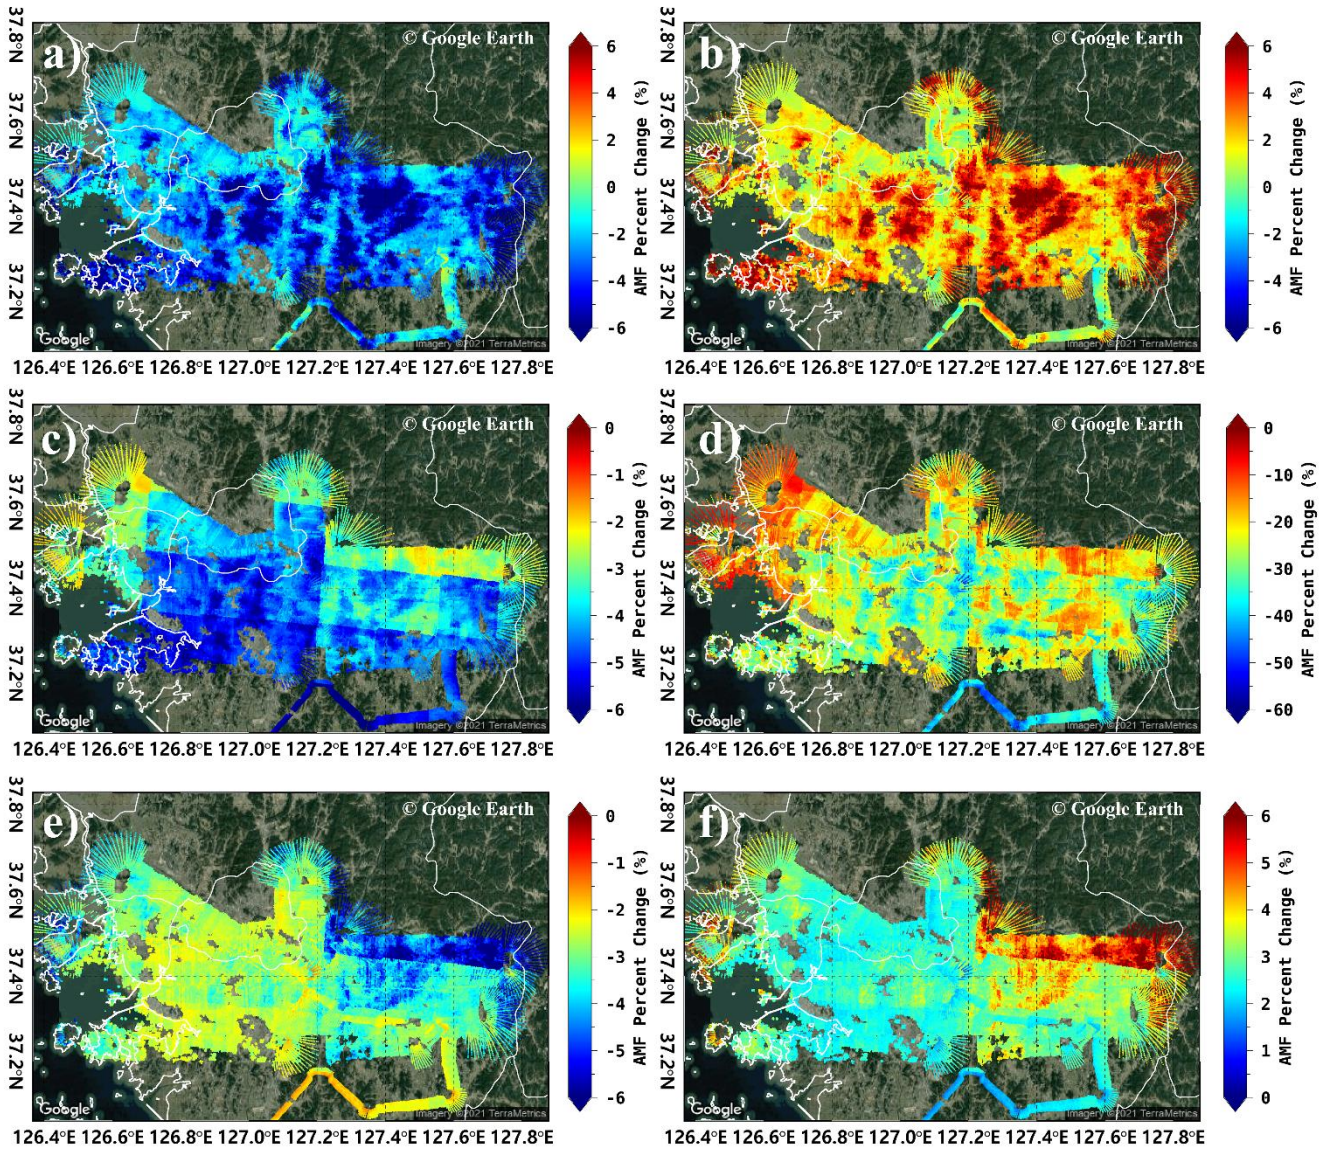 a)
© Google Earth
37.8°N
37.6°N
37.4°N
37.2°N
Google
Imagery ©2021 TerraMetrics
126.4°E 126.6°E 126.8°E 127.0°E 127.2°E 127.4°E 127.6°E 127.8°E
6
4
2
0
-2
-4
-6
AMF Percent Change (%)
b)
© Google Earth
37.8°N
37.6°N
37.4°N
37.2°N
Google
Imagery ©2021 TerraMetrics
126.4°E 126.6°E 126.8°E 127.0°E 127.2°E 127.4°E 127.6°E 127.8°E
6
4
2
0
-2
-4
-6
AMF Percent Change (%)
c)
© Google Earth
37.8°N
37.6°N
37.4°N
37.2°N
Google
Imagery ©2021 TerraMetrics
126.4°E 126.6°E 126.8°E 127.0°E 127.2°E 127.4°E 127.6°E 127.8°E
0
-1
-2
-3
-4
-5
-6
AMF Percent Change (%)
d)
© Google Earth
37.8°N
37.6°N
37.4°N
37.2°N
Google
Imagery ©2021 TerraMetrics
126.4°E 126.6°E 126.8°E 127.0°E 127.2°E 127.4°E 127.6°E 127.8°E
0
-10
-20
-30
-40
-50
-60
AMF Percent Change (%)
e)
© Google Earth
37.8°N
37.6°N
37.4°N
37.2°N
Google
Imagery ©2021 TerraMetrics
126.4°E 126.6°E 126.8°E 127.0°E 127.2°E 127.4°E 127.6°E 127.8°E
0
-1
-2
-3
-4
-5
-6
AMF Percent Change (%)
f)
© Google Earth
37.8°N
37.6°N
37.4°N
37.2°N
Google
Imagery ©2021 TerraMetrics
126.4°E 126.6°E 126.8°E 127.0°E 127.2°E 127.4°E 127.6°E 127.8°E
6
5
4
3
2
1
0
AMF Percent Change (%)